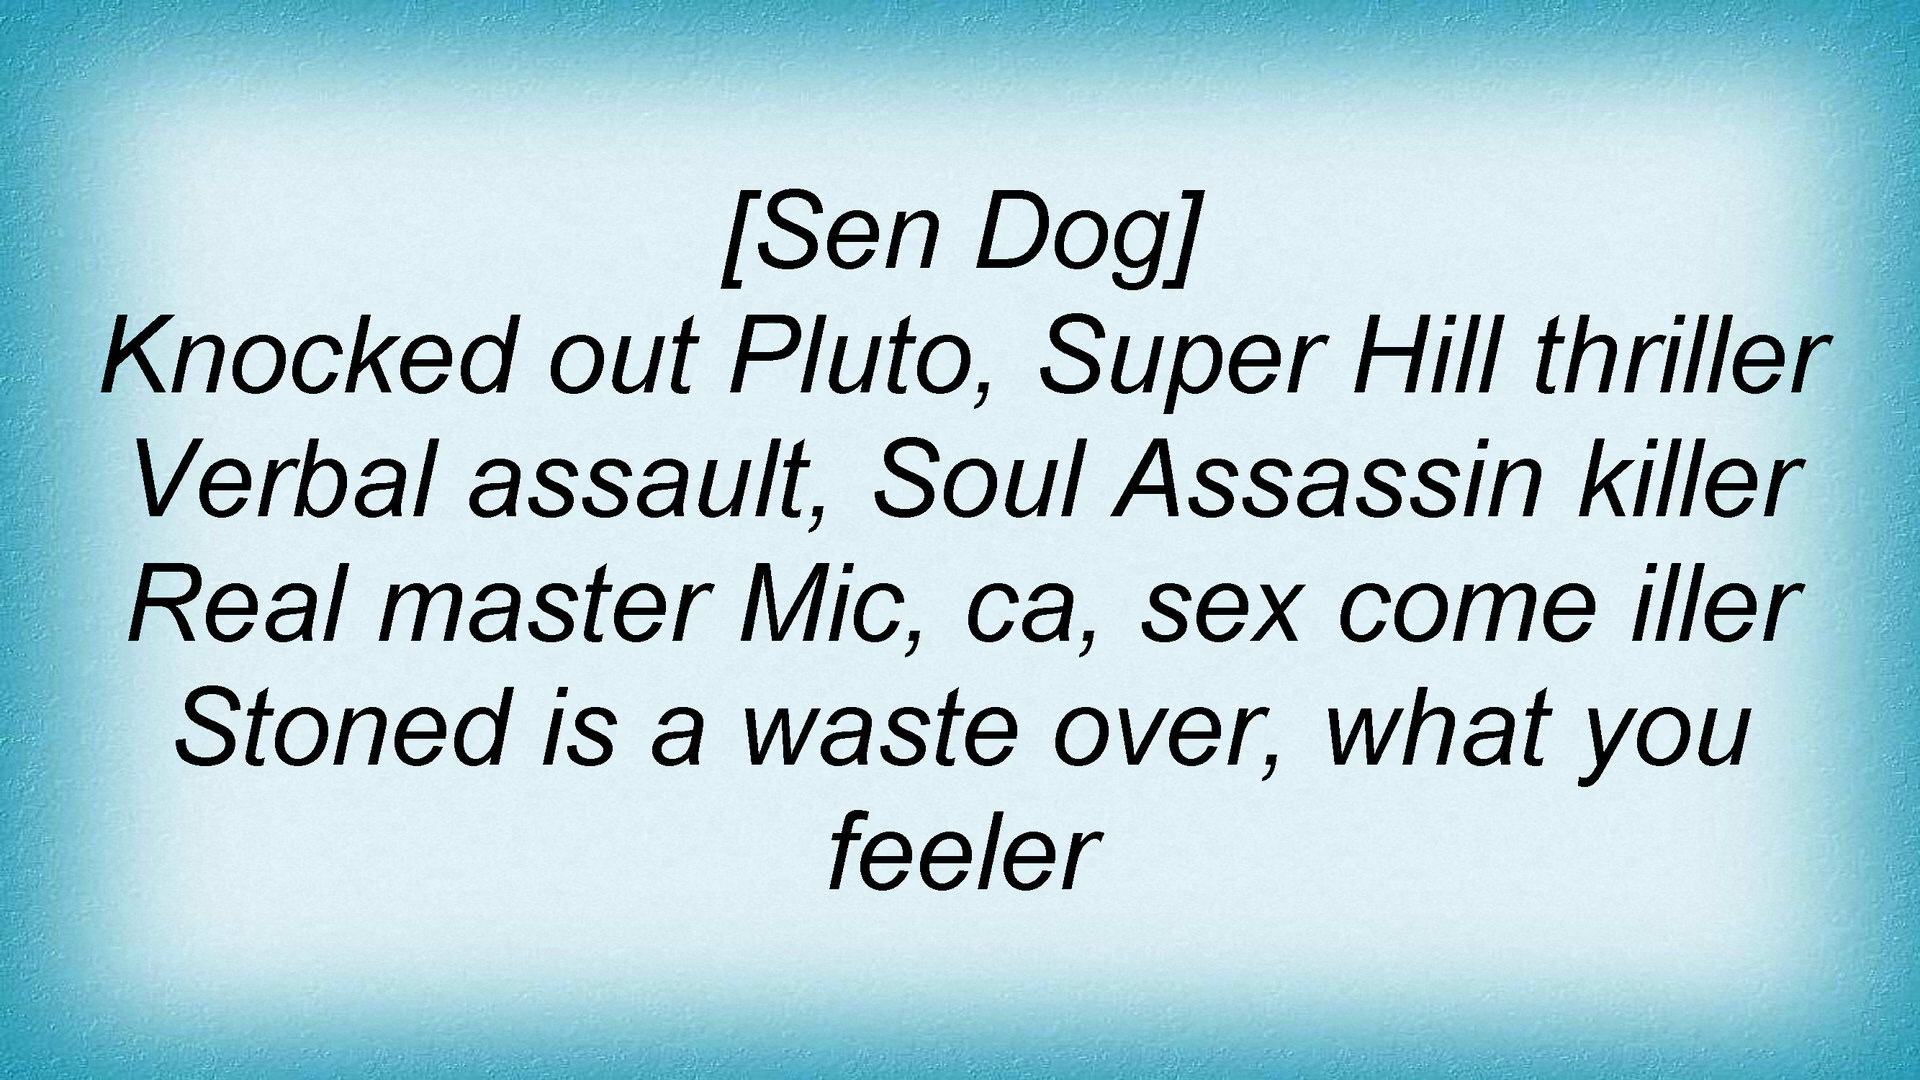 [Sen Dog]
Knocked out Pluto, Super Hill thriller
Verbal assault, Soul Assassin killer
Real master Mic, ca, sex come iller
Stoned is a waste over, what you
feeler